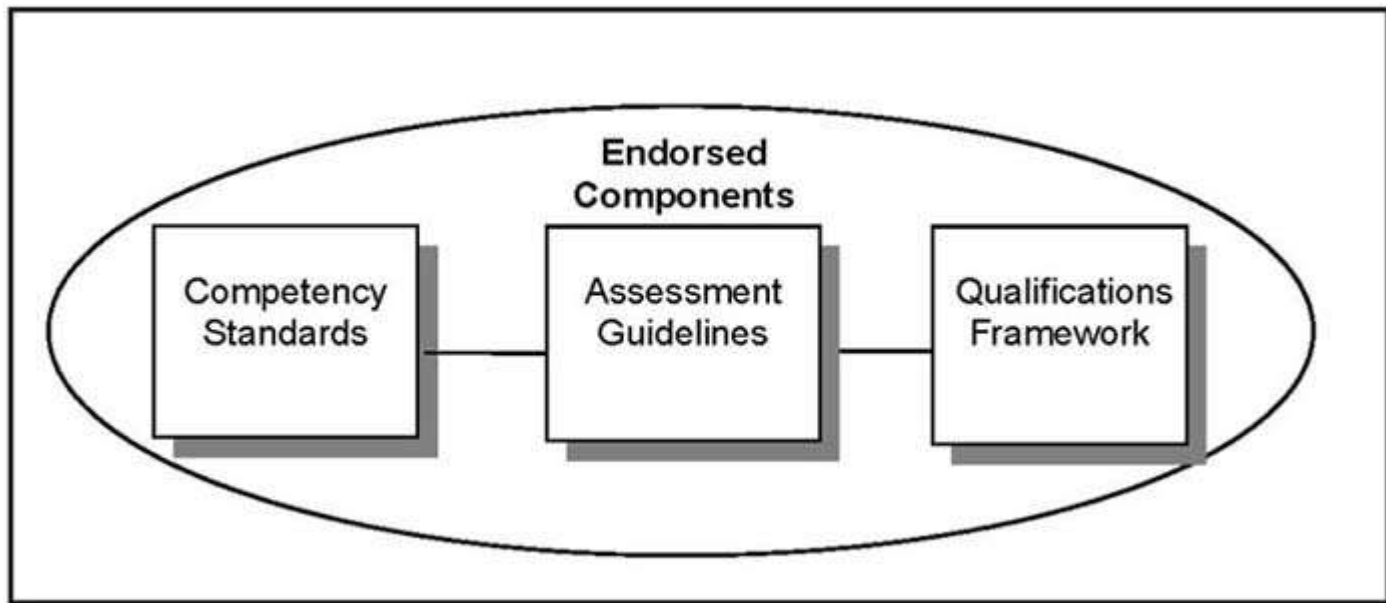 Endorsed
Components
Competency
Standards
Assessment
Guidelines
Qualifications
Framework